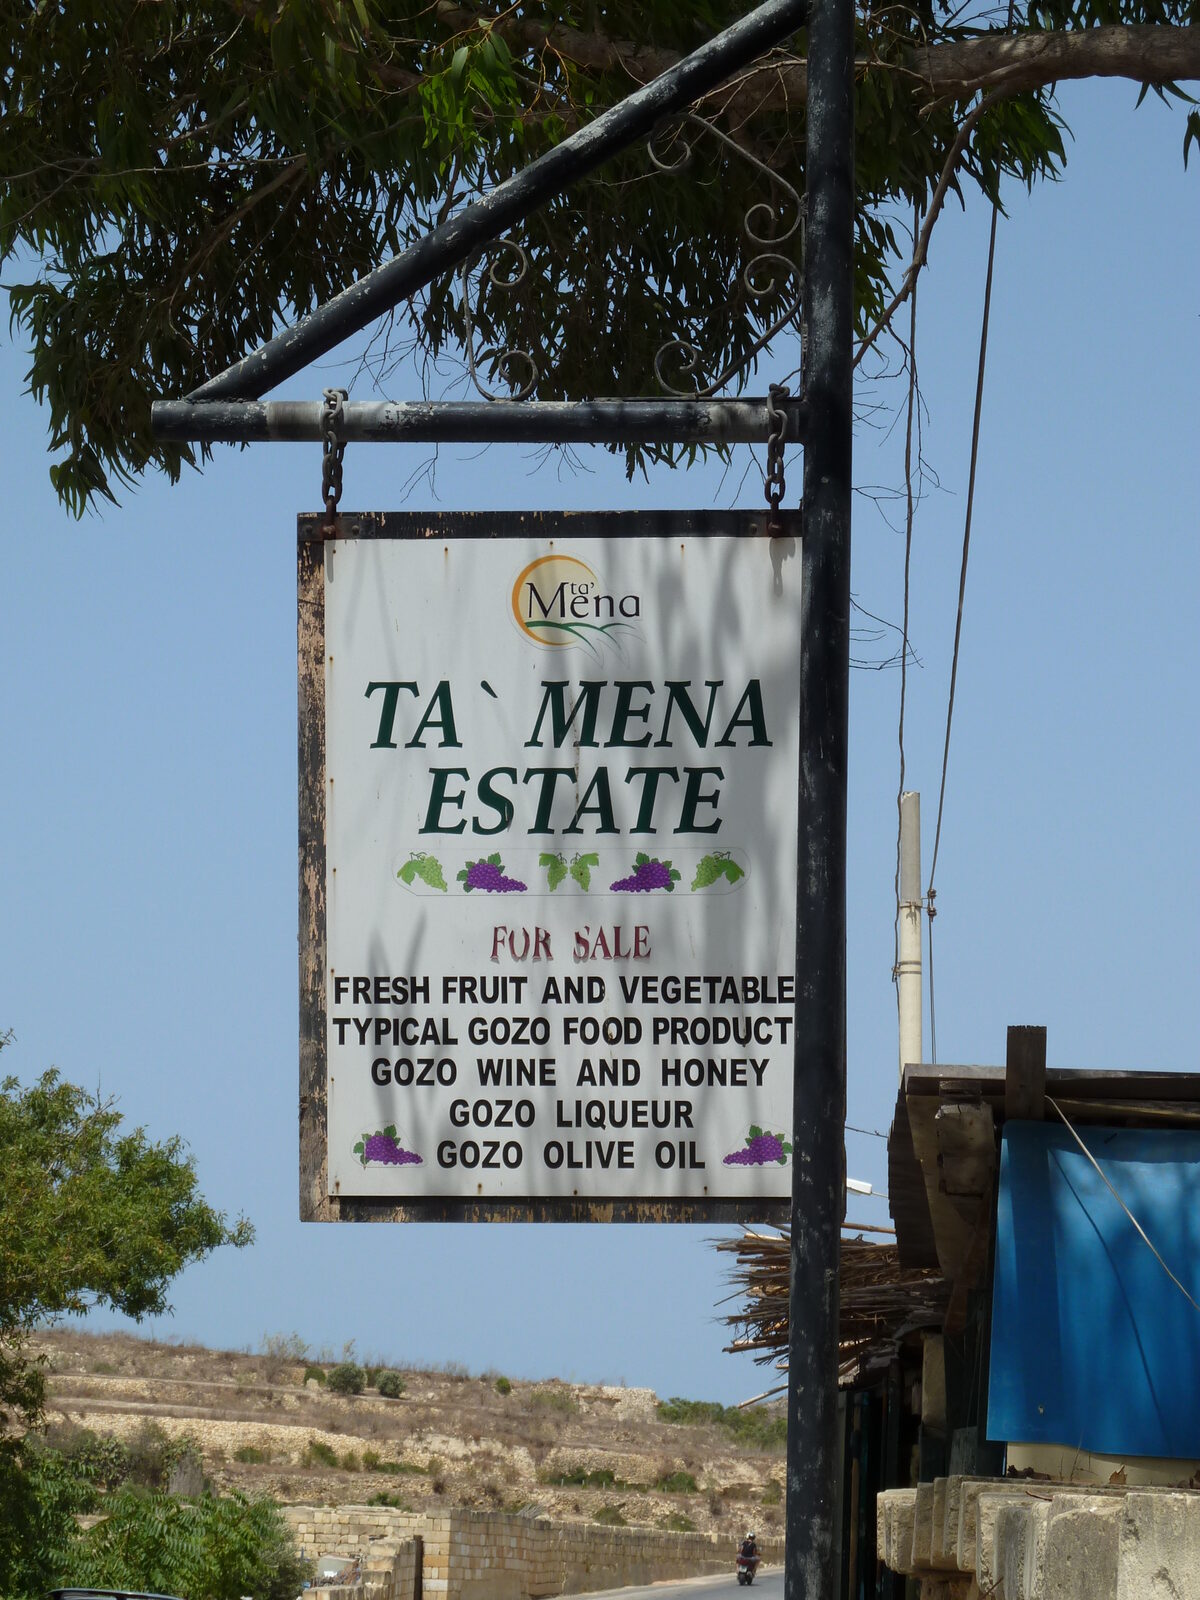 ta'
Mena
TA` MENA
ESTATE
FOR SALE
FRESH FRUIT AND VEGETABLE
TYPICAL GOZO FOOD PRODUCT
GOZO WINE AND HONEY
GOZO LIQUEUR
GOZO OLIVE OIL